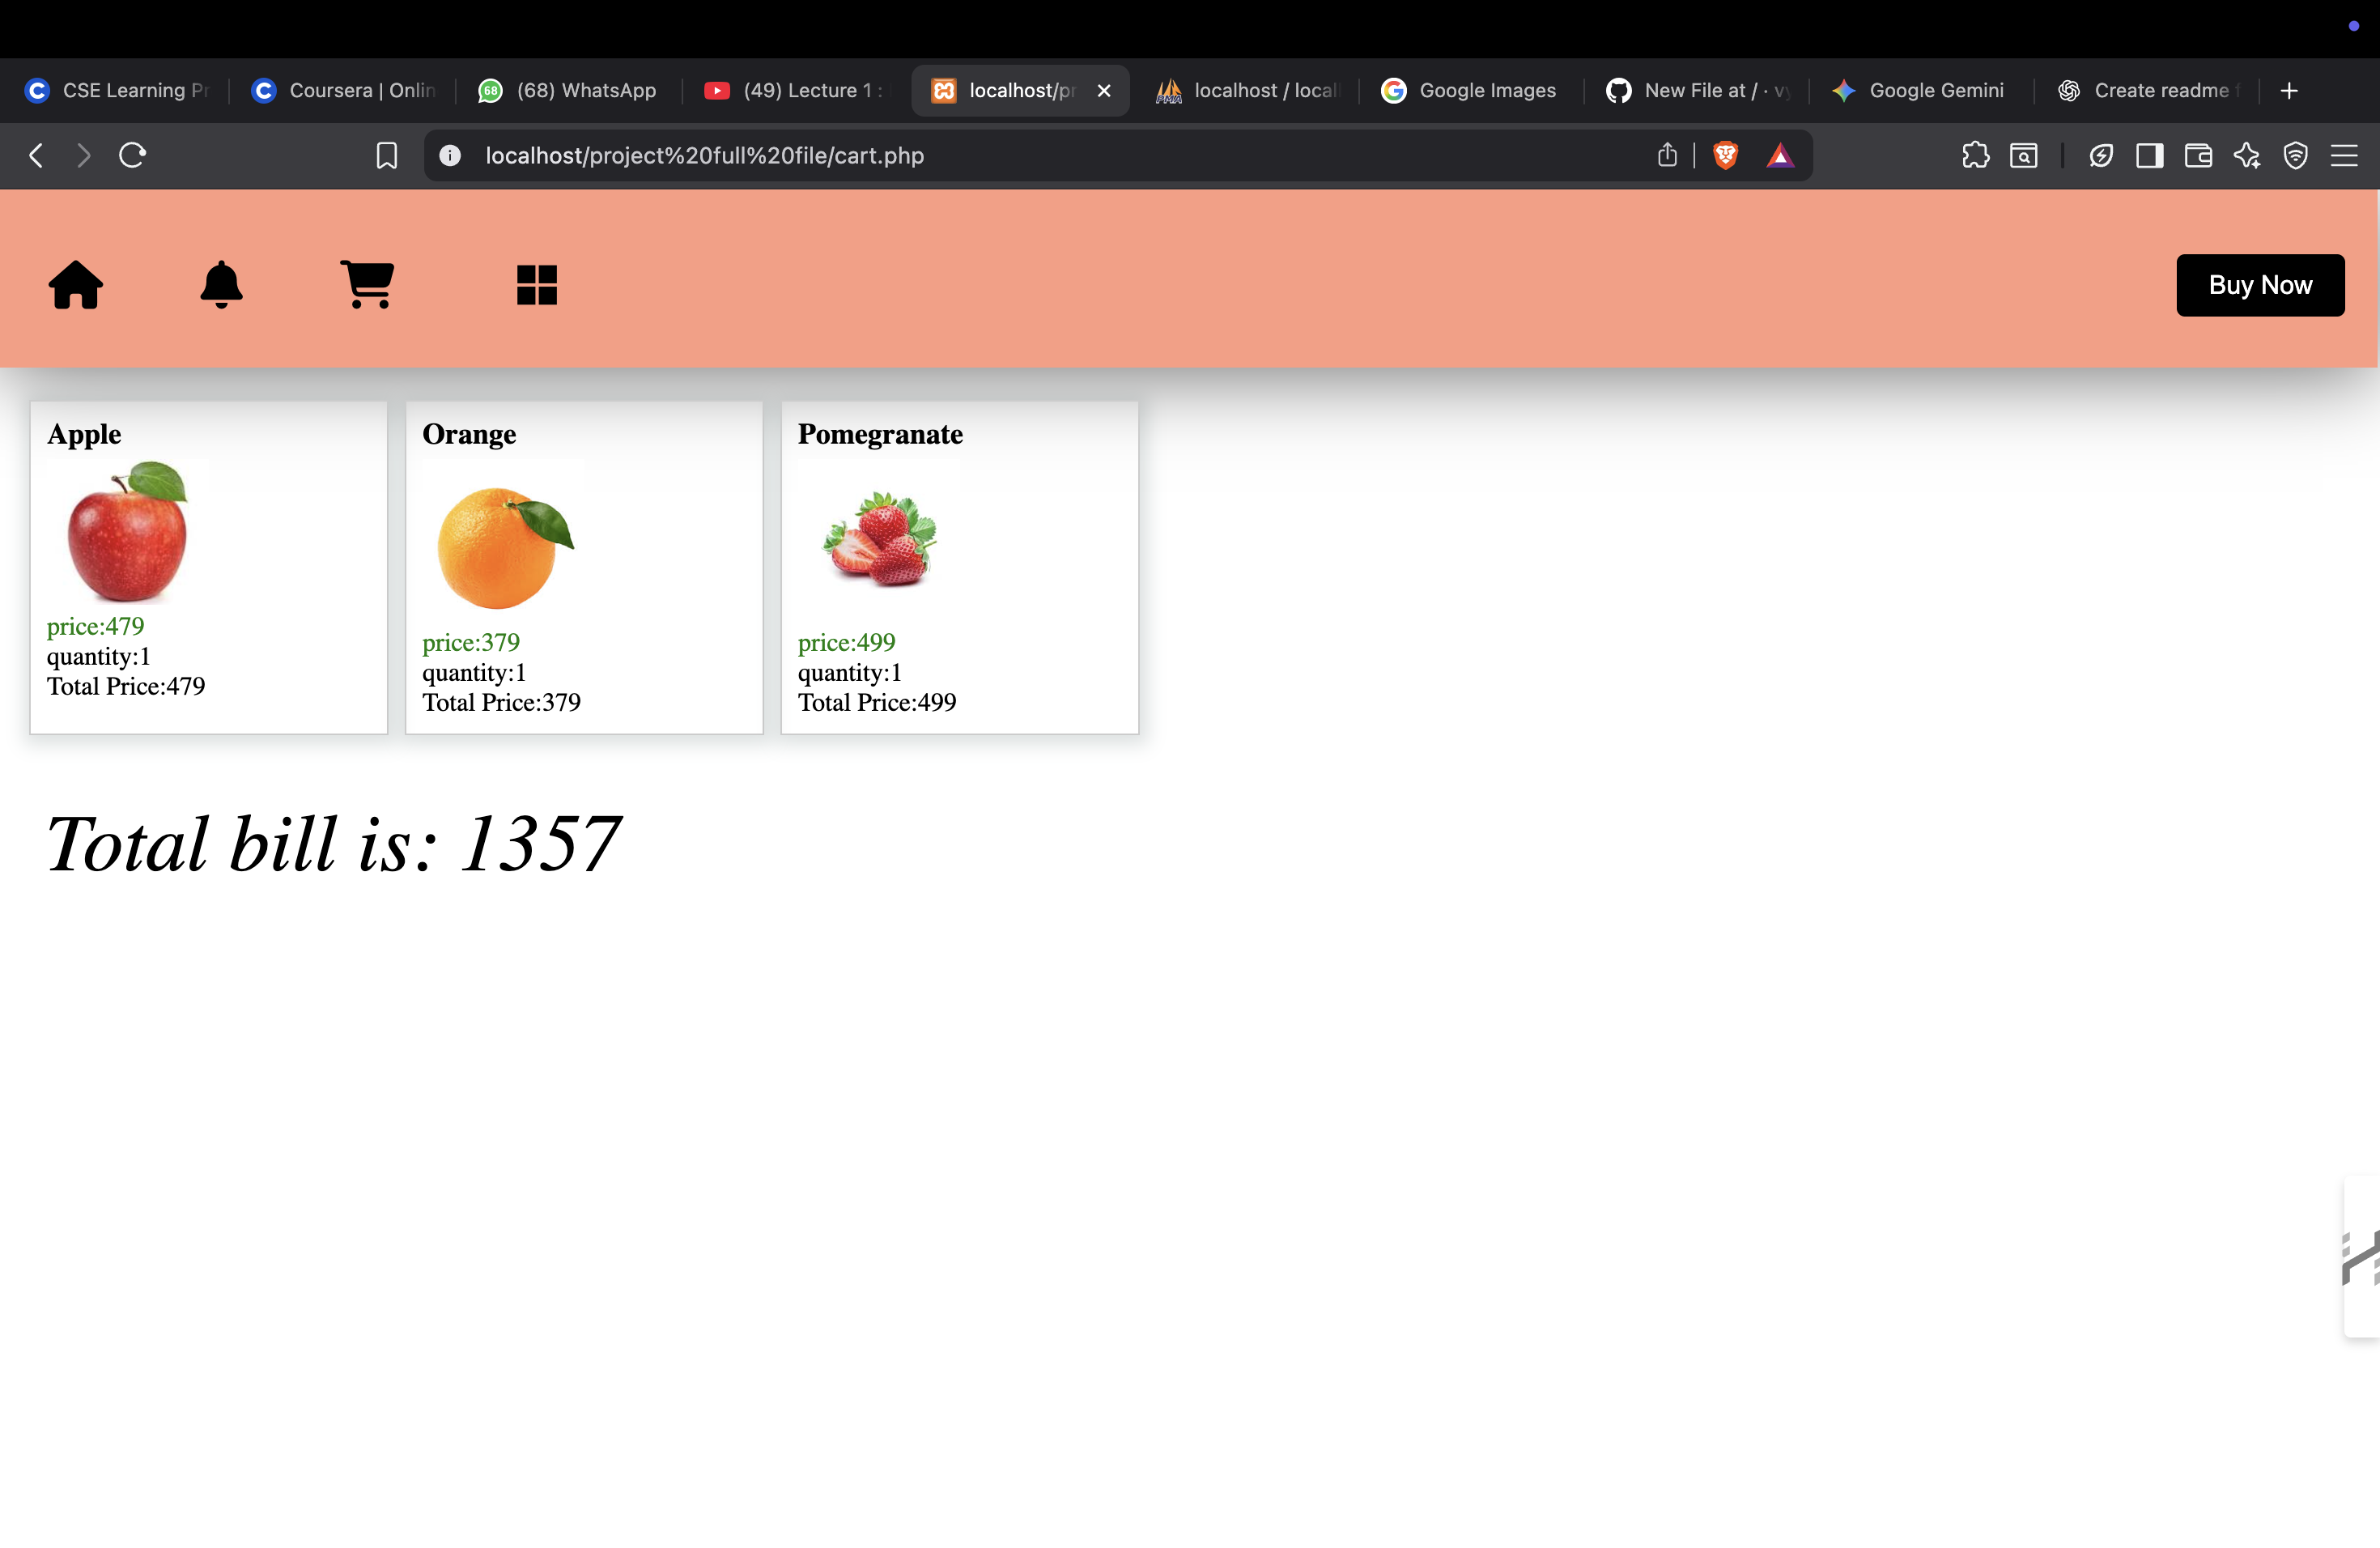 CSE Learning Pr
Coursera | Onlin
68
(68) WhatsApp
(49) Lecture 1 :
localhost/pr
PMA
localhost / local
Google Images
New File at / · vy
Google Gemini
Create readme f
localhost/project%20full%20file/cart.php
Buy Now
Apple
price:479
quantity:1
Total Price:479
Orange
price:379
quantity:1
Total Price:379
Pomegranate
price:499
quantity:1
Total Price:499
Total bill is: 1357